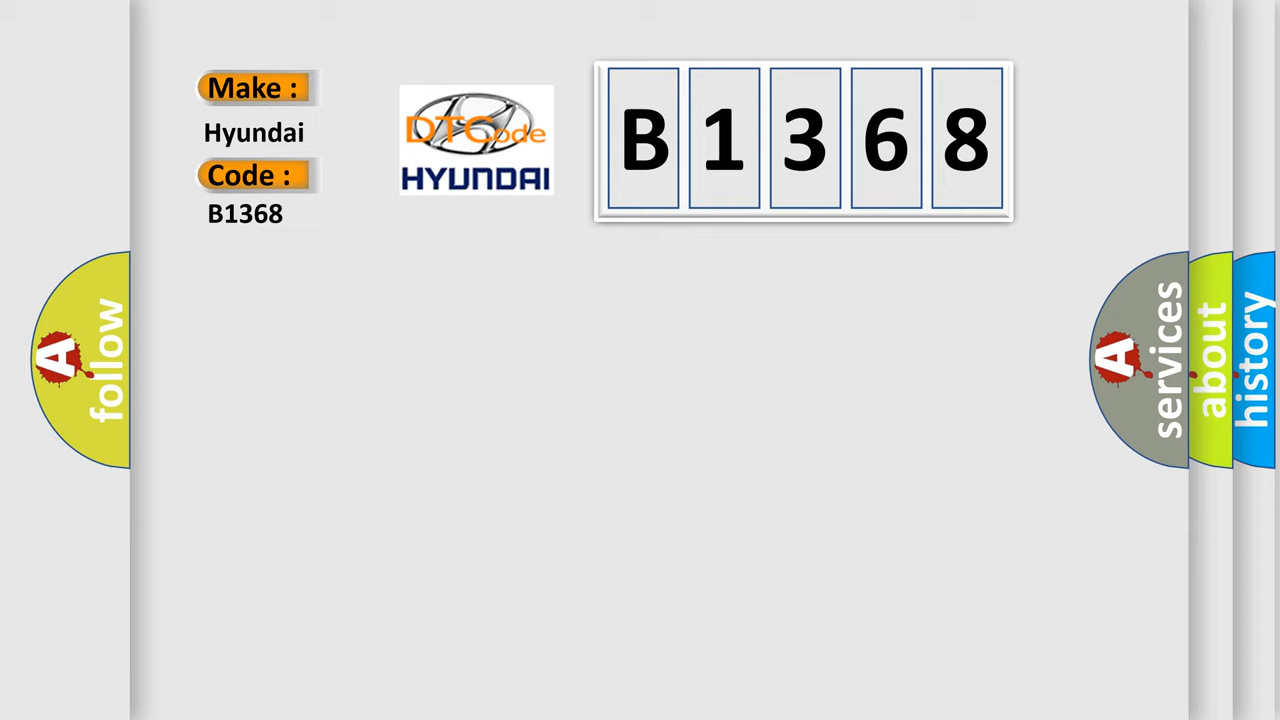 Make :
Hyundai
Code :
B1368
DTCode
HYUNDAI
B 1 3 6 8
A follow
A services
about
history